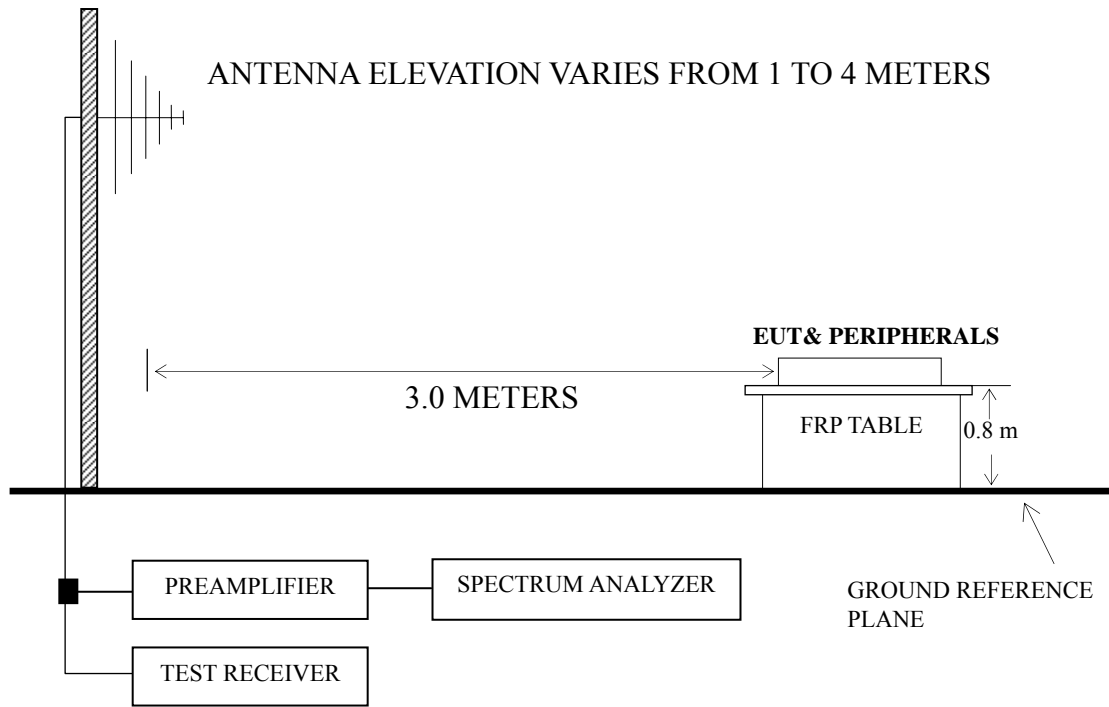 ANTENNA ELEVATION VARIES FROM 1 TO 4 METERS
EUT& PERIPHERALS
3.0 METERS
FRP TABLE
0.8 m
PREAMPLIFIER
SPECTRUM ANALYZER
GROUND REFERENCE
PLANE
TEST RECEIVER